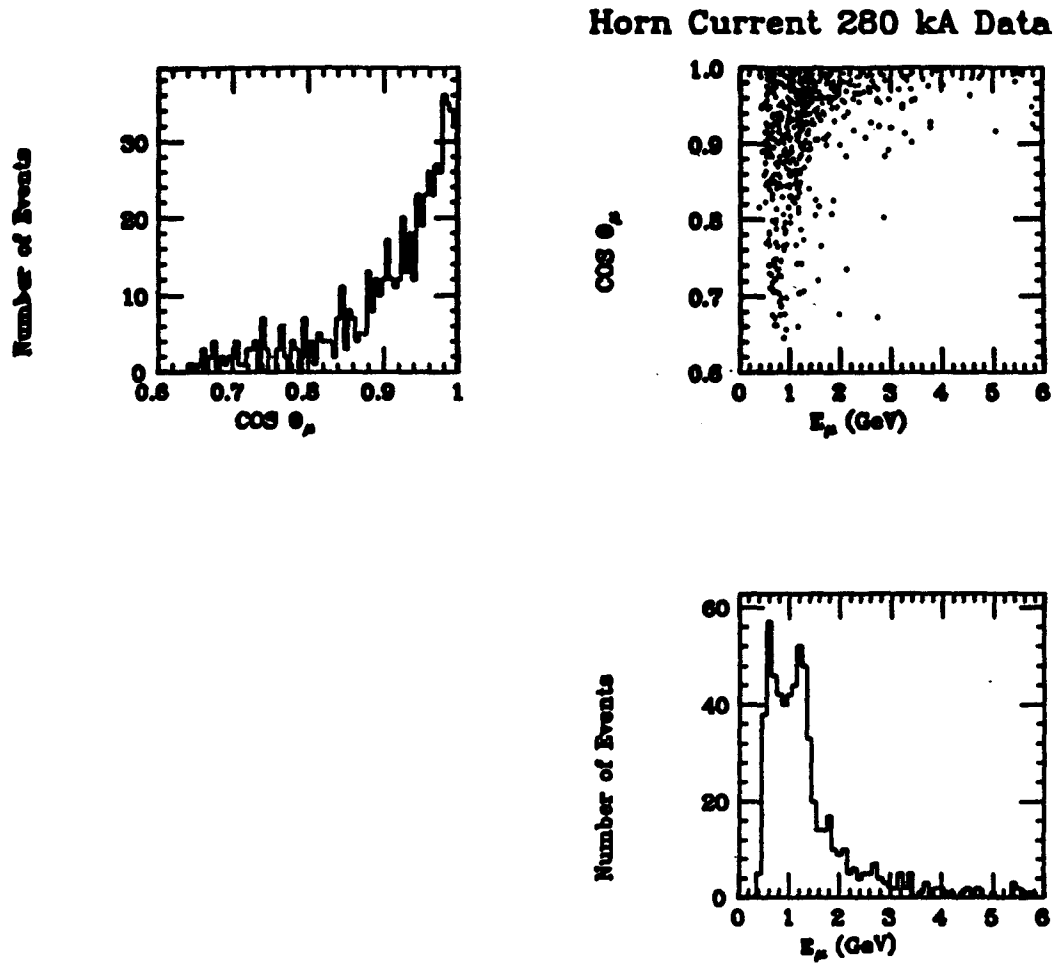 Horn Current 280 kA Data
Number of Events
30
20
10
0
0.6 0.7 0.8 0.9 1
COS Θμ
COS Θμ
1.0
0.9
0.8
0.7
0.6
0 1 2 3 4 5 6
Eμ (GeV)
Number of Events
60
40
20
0
0 1 2 3 4 5 6
Eμ (GeV)